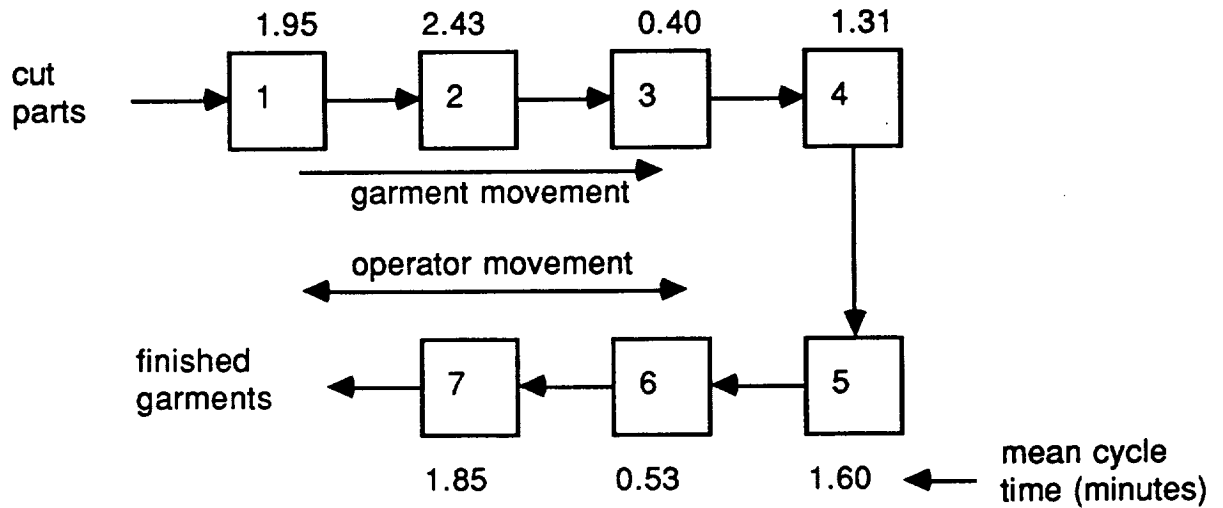 1.95 2.43 0.40 1.31
cut
parts
1 2 3 4
garment movement
operator movement
finished
garments
7 6 5
1.85 0.53 1.60
mean cycle
time (minutes)